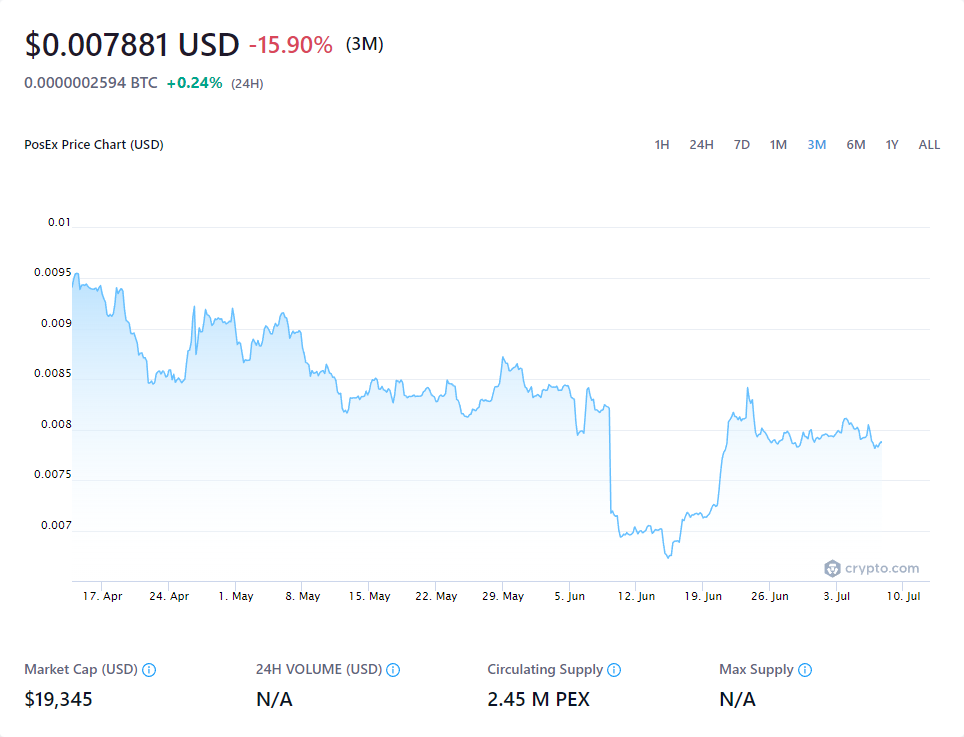 $0.007881 USD -15.90% (3M)
0.0000002594 BTC +0.24% (24H)
PosEx Price Chart (USD) 1H 24H 7D 1M 3M 6M 1Y ALL
0.01
0.0095
0.009
0.0085
0.008
0.0075
0.007
crypto.com
17. Apr 24. Apr 1. May 8. May 15. May 22. May 29. May 5. Jun 12. Jun 19. Jun 26. Jun 3. Jul 10. Jul
Market Cap (USD) 24H VOLUME (USD) Circulating Supply Max Supply
$19,345 N/A 2.45 M PEX N/A